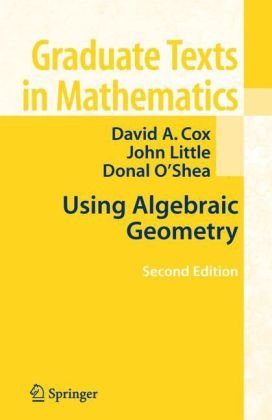 Graduate Texts
in Mathematics
David A. Cox
John Little
Donal O'Shea
Using Algebraic
Geometry
Second Edition
Springer